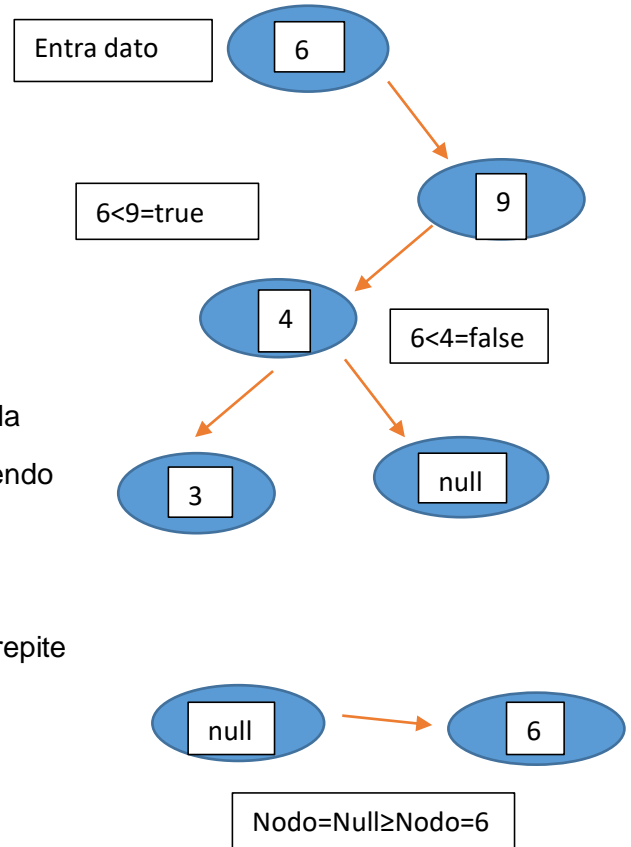 Entra dato
6
9
6<9=true
4
6<4=false
la
endo
3
null
repite
null
6
Nodo=Null≥Nodo=6